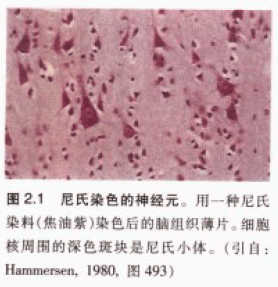 图 2.1 尼氏染色的神经元。用一种尼氏
染料(焦油紫)染色后的脑组织薄片。细胞
核周围的深色斑块是尼氏小体。(引自:
Hammersen, 1980, 图 493)